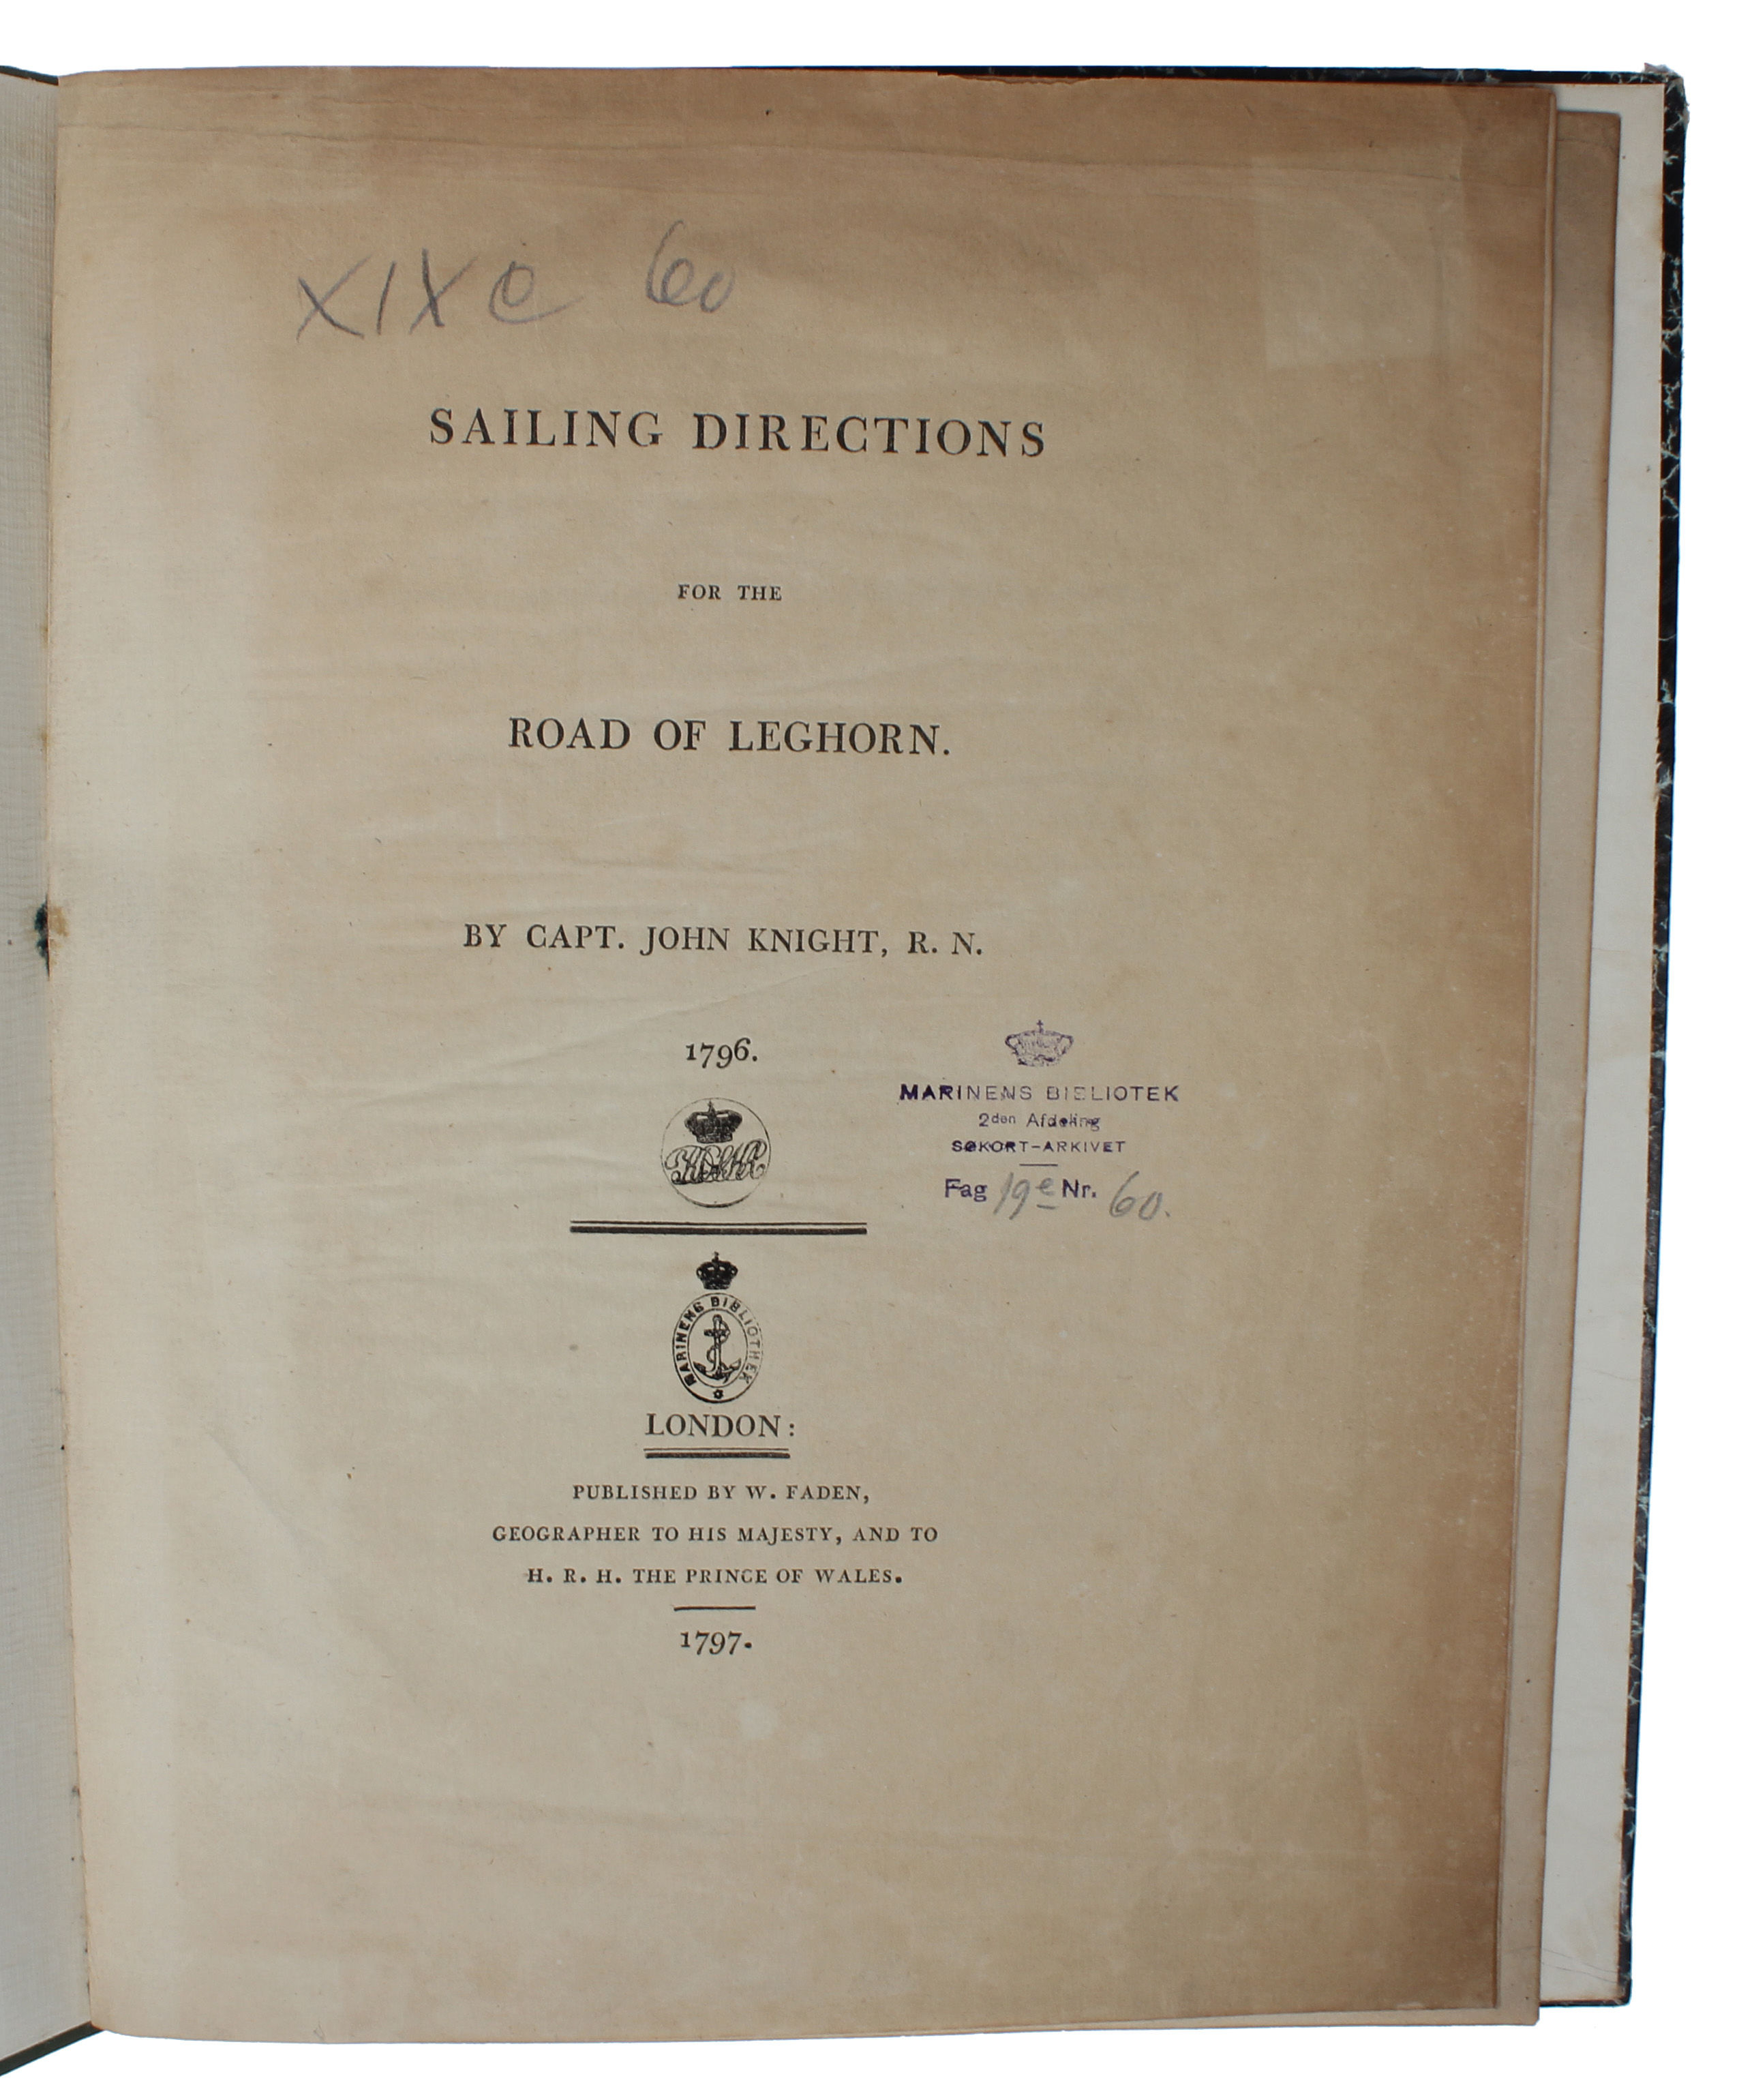 XIX e 60
SAILING DIRECTIONS
FOR THE
ROAD OF LEGHORN.
BY CAPT. JOHN KNIGHT, R. N.
1796.
MARINENS BIBLIOTEK
2den Afdeling
SØKORT-ARKIVET
Fag 19e Nr. 60.
MARINENS BIBLIOTHEK
LONDON:
PUBLISHED BY W. FADEN,
GEOGRAPHER TO HIS MAJESTY, AND TO
H. R. H. THE PRINCE OF WALES.
1797.